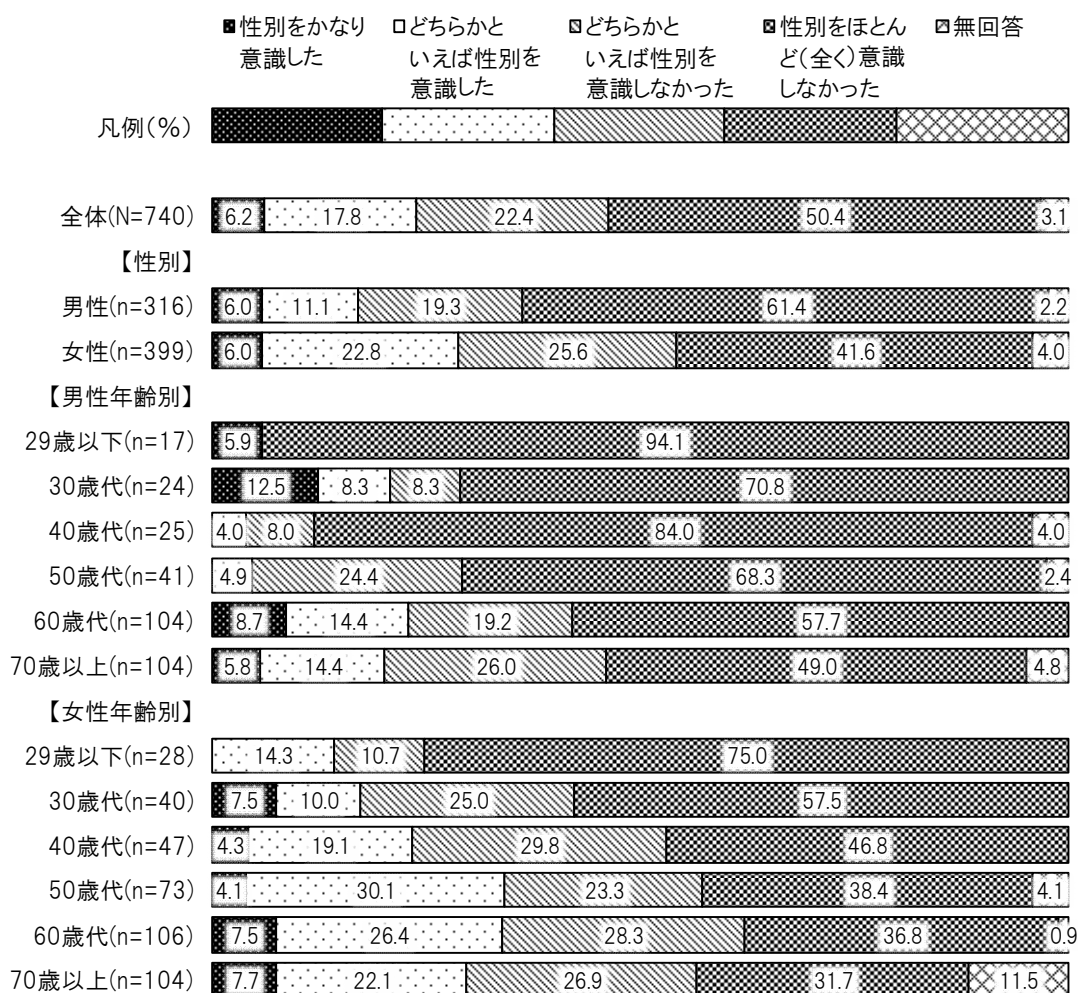 性別をかなり
意識した
どちらかと
いえば性別を
意識した
どちらかと
いえば性別を
意識しなかった
性別をほとん
ど(全く)意識
しなかった
無回答
凡例(%)
全体(N=740) 6.2 17.8 22.4 50.4 3.1
【性別】
男性(n=316) 6.0 11.1 19.3 61.4 2.2
女性(n=399) 6.0 22.8 25.6 41.6 4.0
【男性年齢別】
29歳以下(n=17) 5.9 94.1
30歳代(n=24) 12.5 8.3 8.3 70.8
40歳代(n=25) 4.0 8.0 84.0 4.0
50歳代(n=41) 4.9 24.4 68.3 2.4
60歳代(n=104) 8.7 14.4 19.2 57.7
70歳以上(n=104) 5.8 14.4 26.0 49.0 4.8
【女性年齢別】
29歳以下(n=28) 14.3 10.7 75.0
30歳代(n=40) 7.5 10.0 25.0 57.5
40歳代(n=47) 4.3 19.1 29.8 46.8
50歳代(n=73) 4.1 30.1 23.3 38.4 4.1
60歳代(n=106) 7.5 26.4 28.3 36.8 0.9
70歳以上(n=104) 7.7 22.1 26.9 31.7 11.5